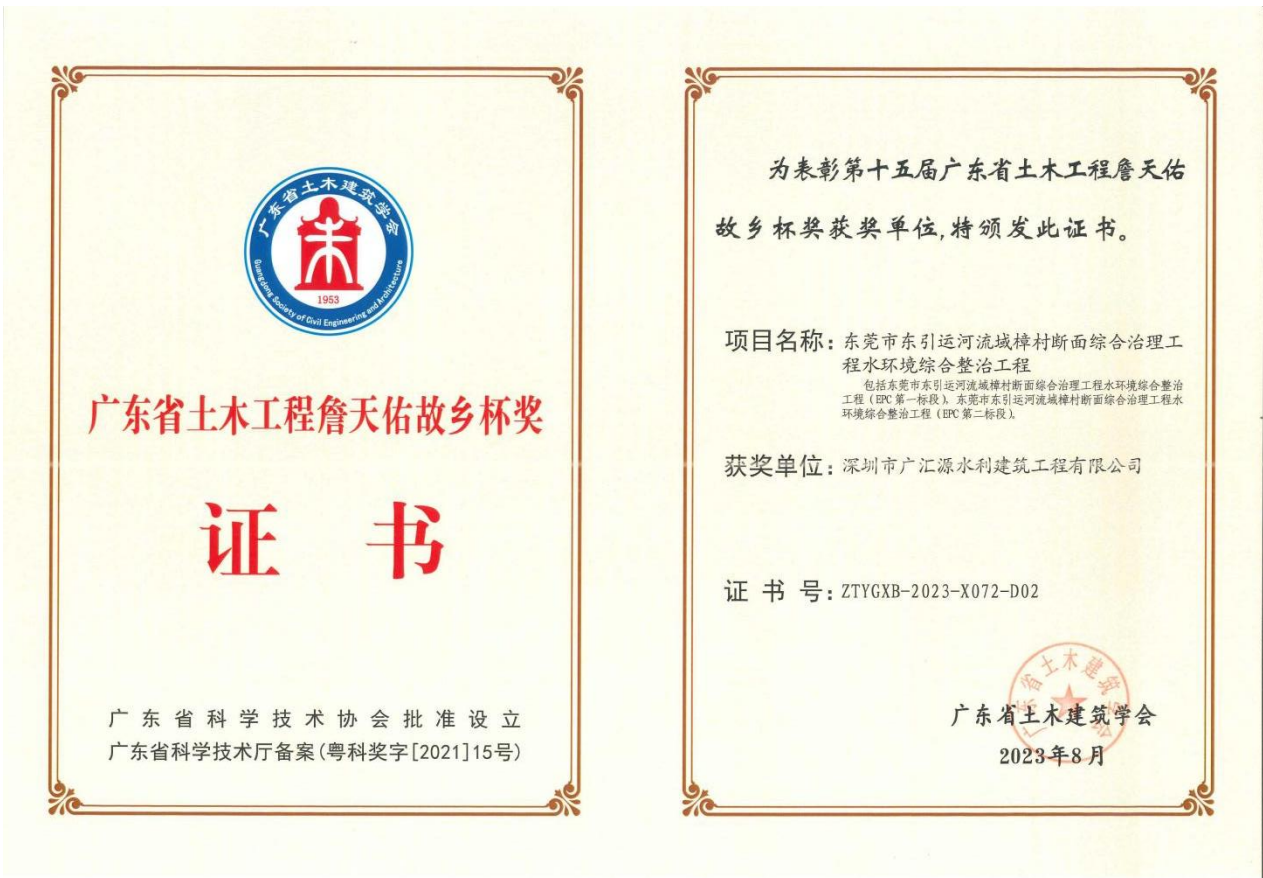 广东省土木建筑学会
1953
Guangdong Society of Civil Engineering and Architecture
广东省土木工程詹天佑故乡杯奖
证 书
广东省科学技术协会批准设立
广东省科学技术厅备案(粤科奖字[2021]15号)
为表彰第十五届广东省土木工程詹天佑
故乡杯奖获奖单位,特颁发此证书。
项目名称：东莞市东引运河流域樟村断面综合治理工
程水环境综合整治工程
包括东莞市东引运河流域樟村断面综合治理工程水环境综合整治
工程（EPC 第一标段）、东莞市东引运河流域樟村断面综合治理工程水
环境综合整治工程（EPC 第二标段）。
获奖单位：深圳市广汇源水利建筑工程有限公司
证 书 号：ZTYGXB-2023-X072-D02
广东省土木建筑学会
广东省土木建筑学会
2023年8月